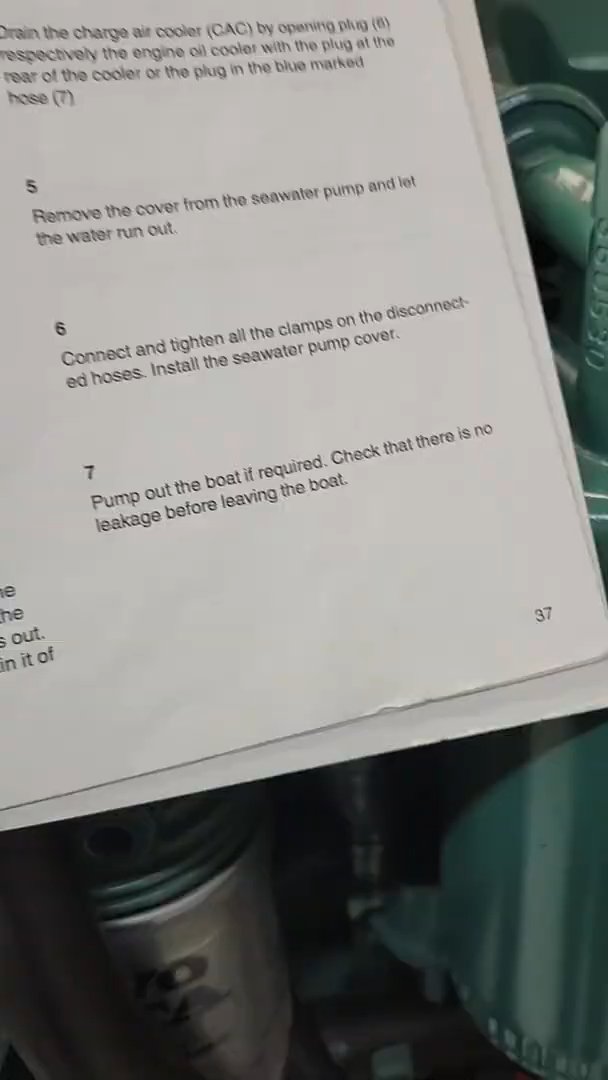 Drain the charge air cooler (CAC) by opening plug (6)
respectively the engine oil cooler with the plug at the
rear of the cooler or the plug in the blue marked
hose (7)
5
Remove the cover from the seawater pump and let
the water run out.
6
Connect and tighten all the clamps on the disconnect-
ed hoses. Install the seawater pump cover.
7
Pump out the boat if required. Check that there is no
leakage before leaving the boat.
he
s out.
in it of
37